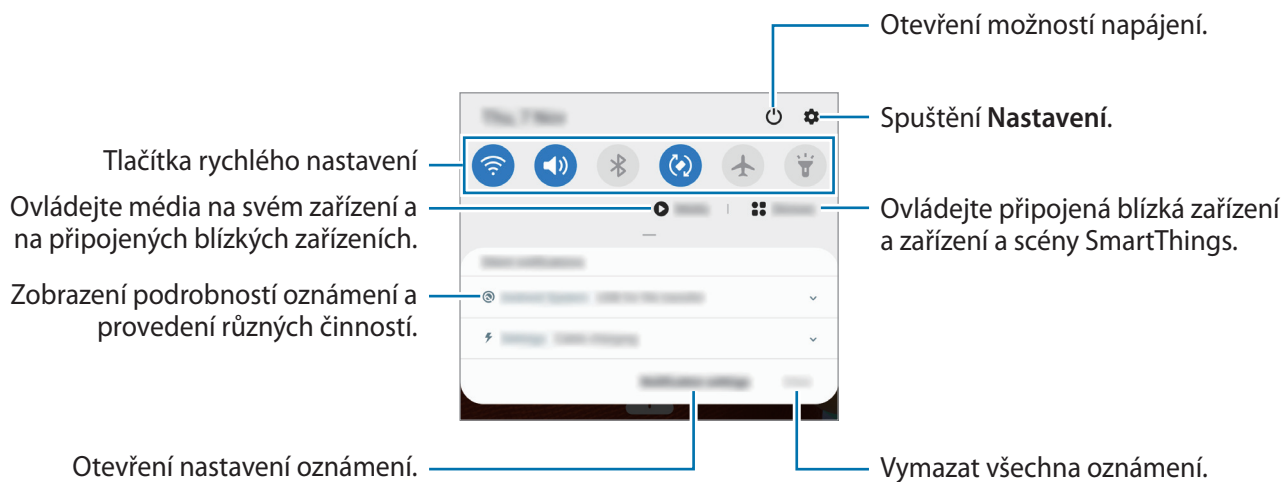 Otevření možností napájení.
Spuštění Nastavení.
Tlačítka rychlého nastavení
Ovládejte média na svém zařízení a
na připojených blízkých zařízeních.
Ovládejte připojená blízká zařízení
a zařízení a scény SmartThings.
Zobrazení podrobností oznámení a
provedení různých činností.
Otevření nastavení oznámení.
Vymazat všechna oznámení.